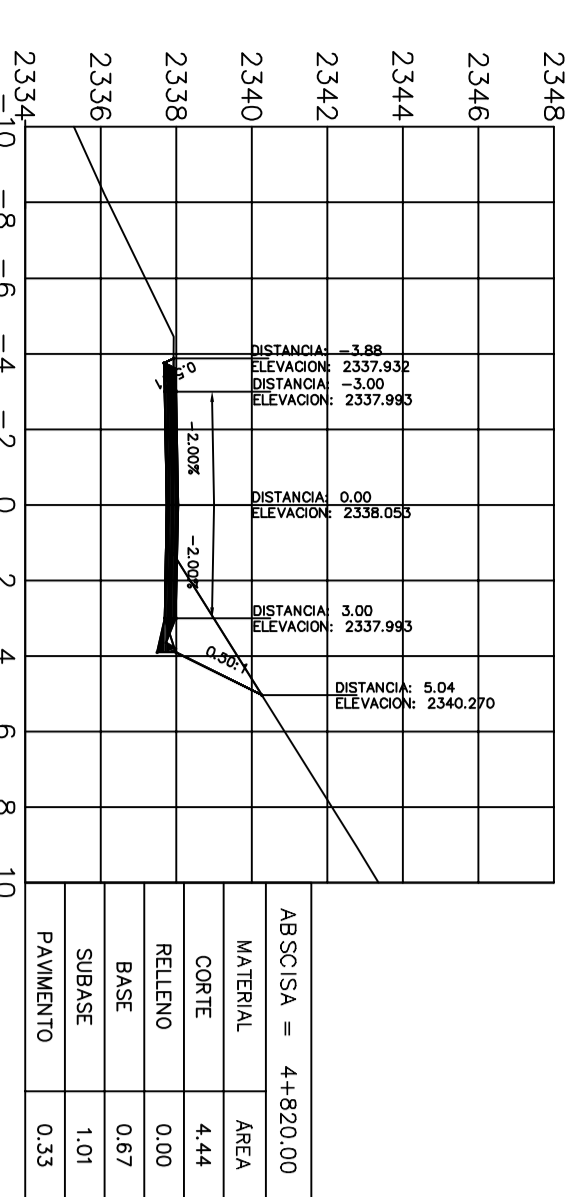 2348
2346
2344
2342
2340
2338
2336
2334
-10
-8
-6
-4
-2
0
2
4
6
8
10
DISTANCIA: -3.88
ELEVACION: 2337.932
DISTANCIA: -3.00
ELEVACION: 2337.993
DISTANCIA: 0.00
ELEVACION: 2338.053
DISTANCIA: 3.00
ELEVACION: 2337.993
DISTANCIA: 5.04
ELEVACION: 2340.270
-2.00%
-2.00%
0.50:1
ABSCISA = 4+820.00
MATERIAL ÁREA
CORTE 4.44
RELLENO 0.00
BASE 0.67
SUBASE 1.01
PAVIMENTO 0.33